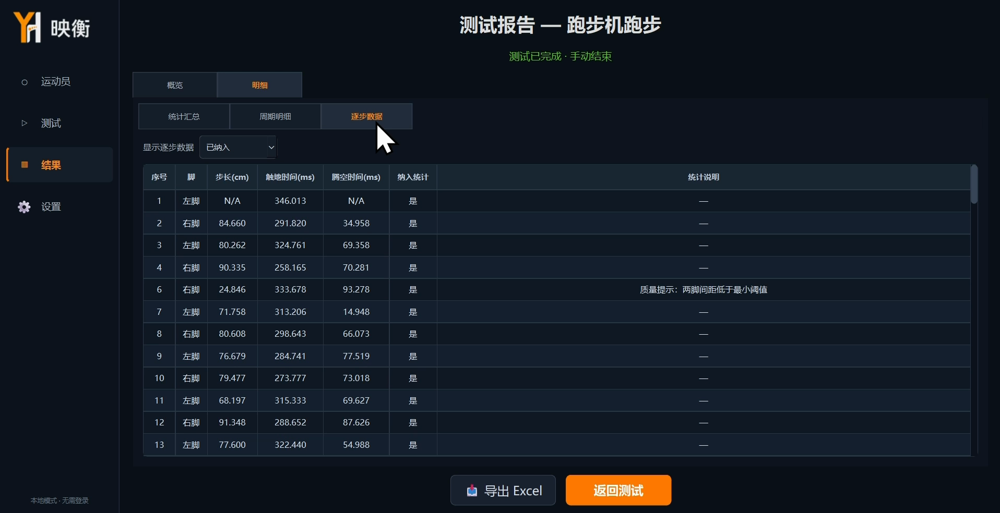 YH 映衡
运动员
测试
结果
设置
本地模式 · 无需登录
测试报告 — 跑步机跑步
测试已完成 · 手动结束
概览 明细
统计汇总 周期明细 逐步数据
显示逐步数据 已纳入
序号 脚 步长(cm) 触地时间(ms) 腾空时间(ms) 纳入统计 统计说明
1 左脚 N/A 346.013 N/A 是 —
2 右脚 84.660 291.820 34.958 是 —
3 左脚 80.262 324.761 69.358 是 —
4 右脚 90.335 258.165 70.281 是 —
6 右脚 24.846 333.678 93.278 是 质量提示：两脚间距低于最小阈值
7 左脚 71.758 313.206 14.948 是 —
8 右脚 80.608 298.643 66.073 是 —
9 左脚 76.679 284.741 77.519 是 —
10 右脚 79.477 273.777 73.018 是 —
11 左脚 68.197 315.333 69.627 是 —
12 右脚 91.348 288.652 87.626 是 —
13 左脚 77.600 322.440 54.988 是 —
导出 Excel 返回测试